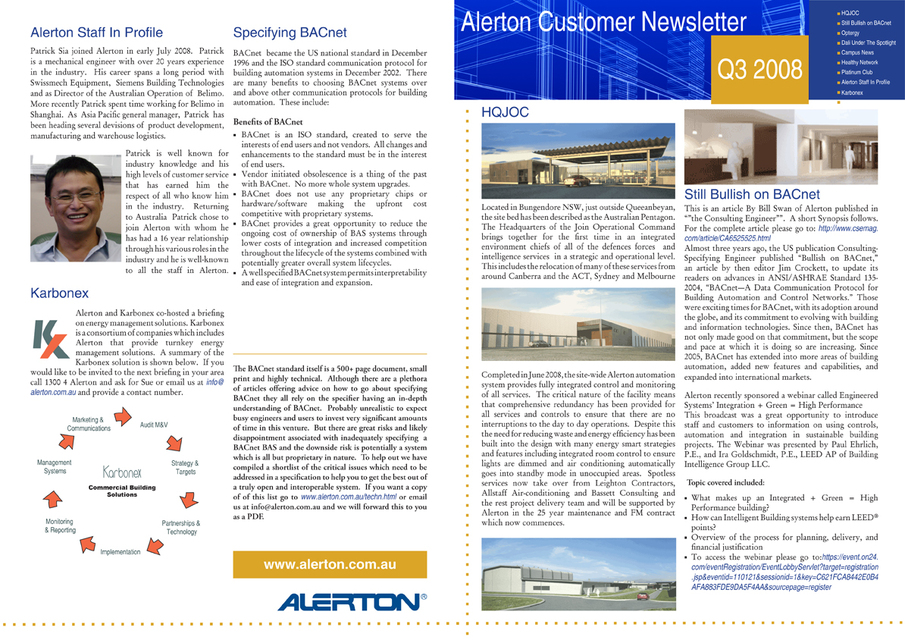 Alerton Staff In Profile
Patrick Sia joined Alerton in early July 2008. Patrick
is a mechanical engineer with over 20 years experience
in the industry. His career spans a long period with
Swissmech Equipment, Siemens Building Technologies
and as Director of the Australian Operation of Belimo.
More recently Patrick spent time working for Belimo in
Shanghai. As Asia Pacific general manager, Patrick has
been heading several devisions of product development,
manufacturing and warehouse logistics.
Patrick is well known for
industry knowledge and his
high levels of customer service
that has earned him the
respect of all who know him
in the industry. Returning
to Australia Patrick chose to
join Alerton with whom he
has had a 16 year relationship
through his various roles in the
industry and he is well-known
to all the staff in Alerton.
Karbonex
Alerton and Karbonex co-hosted a briefing
on energy management solutions. Karbonex
is a consortium of companies which includes
Alerton that provide turnkey energy
management solutions. A summary of the
Karbonex solution is shown below. If you
would like to be invited to the next briefing in your area
call 1300 4 Alerton and ask for Sue or email us at info@
alerton.com.au and provide a contact number.
Marketing &
Communications
Audit M&V
Management
Systems
Karbonex
Commercial Building
Solutions
Strategy &
Targets
Monitoring
& Reporting
Partnerships &
Technology
Implementation
Specifying BACnet
BACnet became the US national standard in December
1996 and the ISO standard communication protocol for
building automation systems in December 2002. There
are many benefits to choosing BACnet systems over
and above other communication protocols for building
automation. These include:
Benefits of BACnet
• BACnet is an ISO standard, created to serve the
interests of end users and not vendors. All changes and
enhancements to the standard must be in the interest
of end users.
• Vendor initiated obsolescence is a thing of the past
with BACnet. No more whole system upgrades.
• BACnet does not use any proprietary chips or
hardware/software making the upfront cost
competitive with proprietary systems.
• BACnet provides a great opportunity to reduce the
ongoing cost of ownership of BAS systems through
lower costs of integration and increased competition
throughout the lifecycle of the systems combined with
potentially greater overall system lifecycles.
• A well specified BACnet system permits interpretability
and ease of integration and expansion.
The BACnet standard itself is a 500+ page document, small
print and highly technical. Although there are a plethora
of articles offering advice on how to go about specifying
BACnet they all rely on the specifier having an in-depth
understanding of BACnet. Probably unrealistic to expect
busy engineers and users to invest very significant amounts
of time in this venture. But there are great risks and likely
disappointment associated with inadequately specifying a
BACnet BAS and the downside risk is potentially a system
which is all but proprietary in nature. To help out we have
compiled a shortlist of the critical issues which need to be
addressed in a specification to help you to get the best out of
a truly open and interoperable system. If you want a copy
of of this list go to www.alerton.com.au/techn.html or email
us at info@alerton.com.au and we will forward this to you
as a PDF.
www.alerton.com.au
ALERTON®
Alerton Customer Newsletter
Q3 2008
HQJOC
Still Bullish on BACnet
Optergy
Dali Under The Spotlight
Campus News
Healthy Network
Platinum Club
Alerton Staff In Profile
Karbonex
HQJOC
Located in Bungendore NSW, just outside Queeanbeyan,
the site bed has been described as the Australian Pentagon.
The Headquarters of the Join Operational Command
brings together for the first time in an integrated
environment chiefs of all of the defences forces and
intelligence services in a strategic and operational level.
This includes the relocation of many of these services from
around Canberra and the ACT, Sydney and Melbourne
Completed in June 2008, the site-wide Alerton automation
system provides fully integrated control and monitoring
of all services. The critical nature of the facility means
that comprehensive redundancy has been provided for
all services and controls to ensure that there are no
interruptions to the day to day operations. Despite this
the need for reducing waste and energy efficiency has been
built into the design with many energy smart strategies
and features including integrated room control to ensure
lights are dimmed and air conditioning automatically
goes into standby mode in unoccupied areas. Spotless
services now take over from Leighton Contractors,
Allstaff Air-conditioning and Bassett Consulting and
the rest project delivery team and will be supported by
Alerton in the 25 year maintenance and FM contract
which now commences.
Still Bullish on BACnet
This is an article By Bill Swan of Alerton published in
""the Consulting Engineer"". A short Synopsis follows.
For the complete article please go to: http://www.csemag.
com/article/CA6525525.html
Almost three years ago, the US publication Consulting-
Specifying Engineer published "Bullish on BACnet,"
an article by then editor Jim Crockett, to update its
readers on advances in ANSI/ASHRAE Standard 135-
2004, "BACnet—A Data Communication Protocol for
Building Automation and Control Networks." Those
were exciting times for BACnet, with its adoption around
the globe, and its commitment to evolving with building
and information technologies. Since then, BACnet has
not only made good on that commitment, but the scope
and pace at which it is doing so are increasing. Since
2005, BACnet has extended into more areas of building
automation, added new features and capabilities, and
expanded into international markets.
Alerton recently sponsored a webinar called Engineered
Systems' Integration + Green = High Performance
This broadcast was a great opportunity to introduce
staff and customers to information on using controls,
automation and integration in sustainable building
projects. The Webinar was presented by Paul Ehrlich,
P.E., and Ira Goldschmidt, P.E., LEED AP of Building
Intelligence Group LLC.
Topic covered included:
• What makes up an Integrated + Green = High
Performance building?
• How can Intelligent Building systems help earn LEED®
points?
• Overview of the process for planning, delivery, and
financial justification
• To access the webinar please go to:https://event.on24.
com/eventRegistration/EventLobbyServlet?target=registration
.jsp&eventid=110121&sessionid=1&key=C621FCA8442E0B4
AFA883FDE9DA5F4AA&sourcepage=register